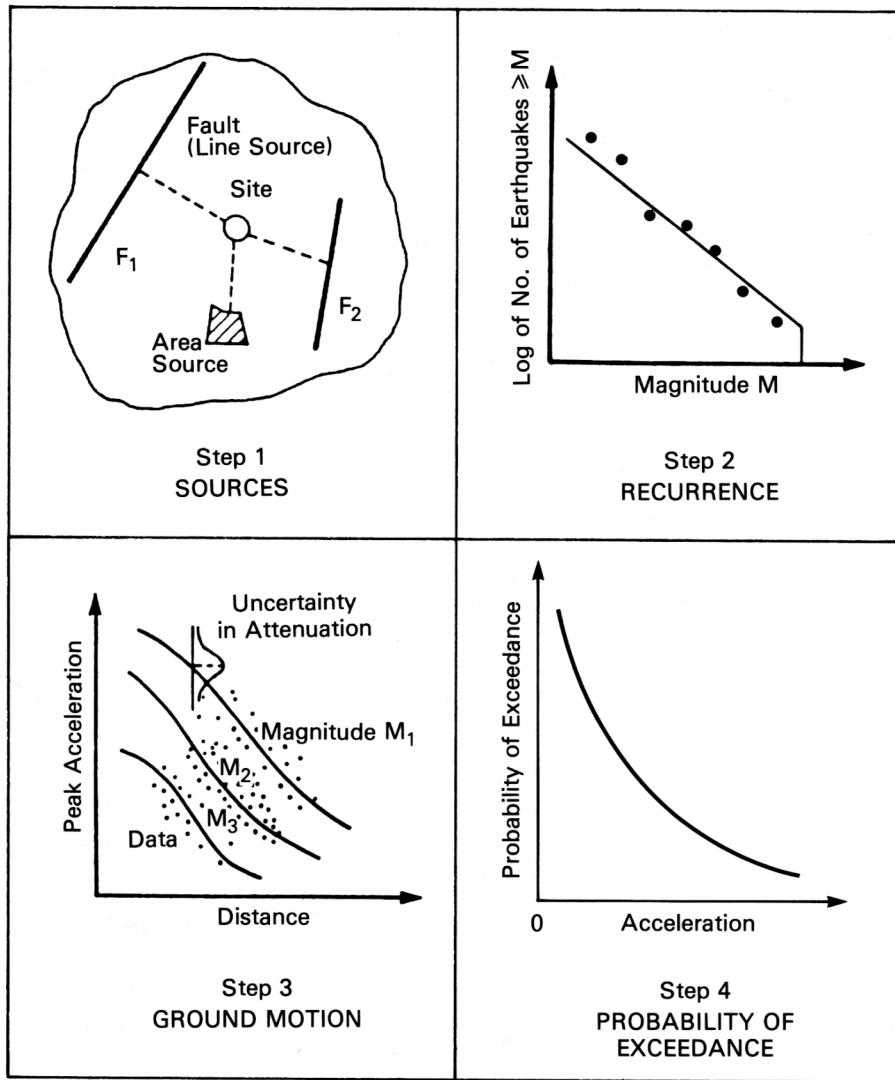 Fault
(Line Source)
Site
F1
F2
Area
Source
Step 1
SOURCES
Log of No. of Earthquakes ⩾ M
Magnitude M
Step 2
RECURRENCE
Uncertainty
in Attenuation
Peak Acceleration
Magnitude M1
M2
M3
Data
Distance
Step 3
GROUND MOTION
Probability of Exceedance
0
Acceleration
Step 4
PROBABILITY OF
EXCEEDANCE